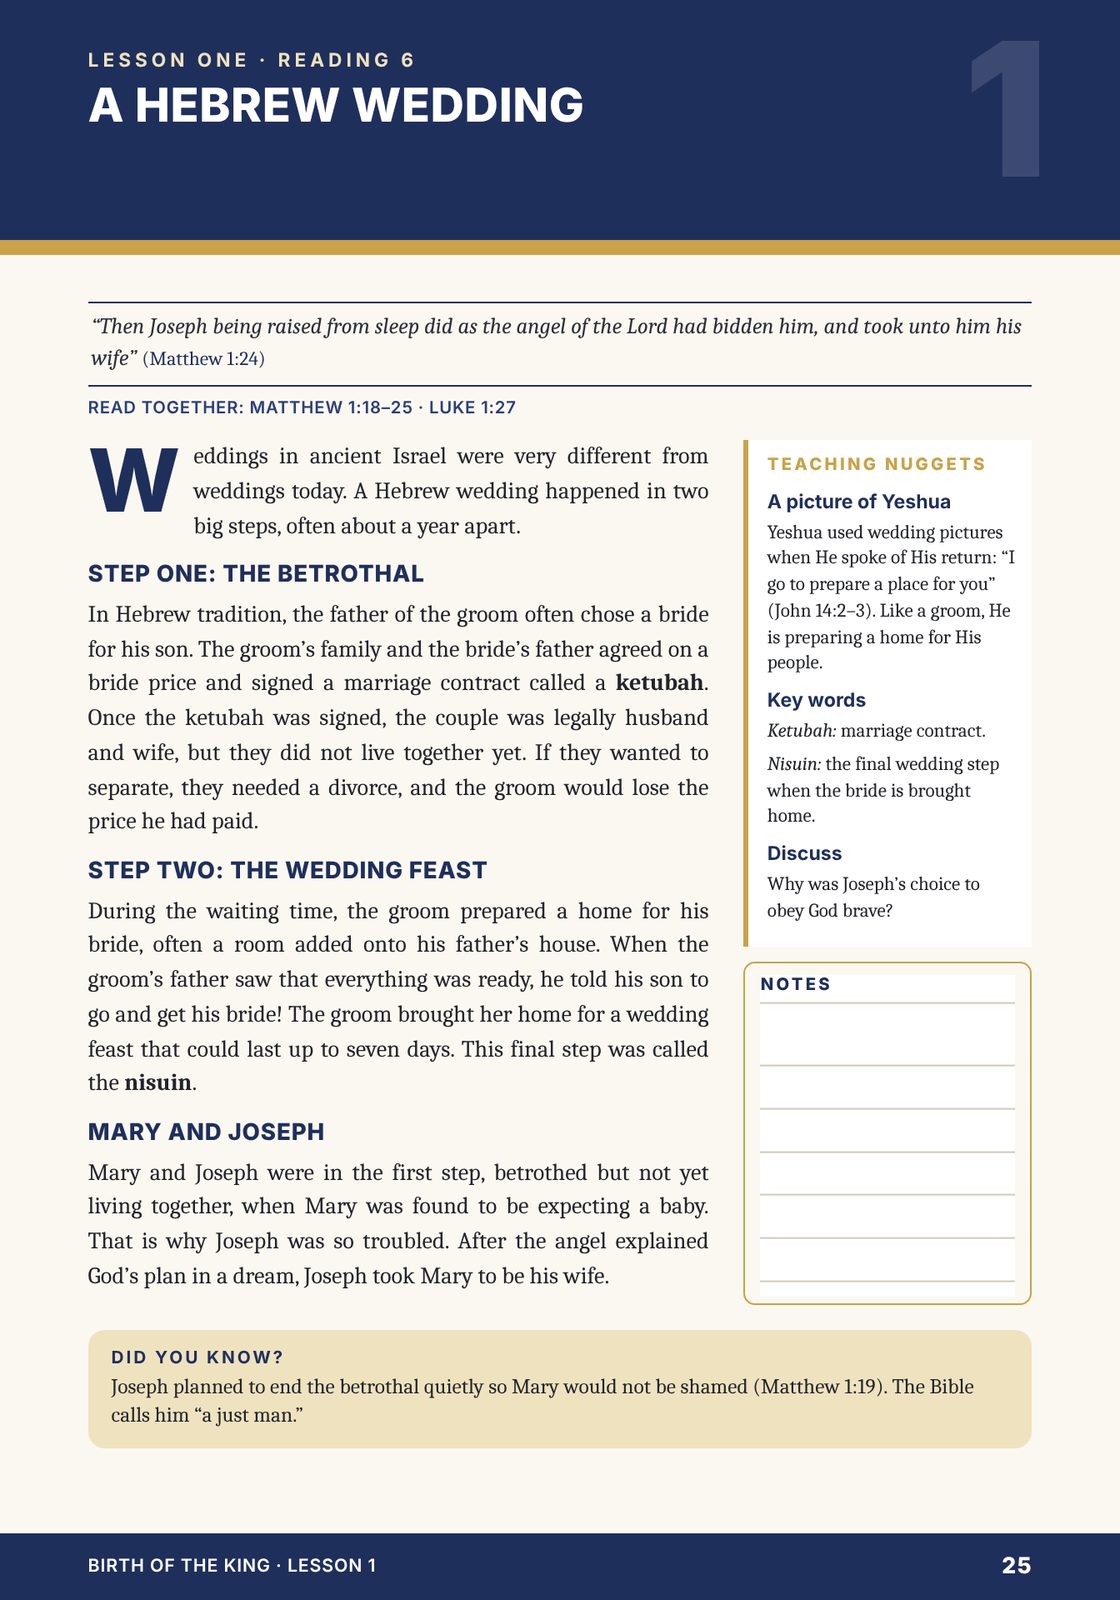 LESSON ONE · READING 6
A HEBREW WEDDING
1
“Then Joseph being raised from sleep did as the angel of the Lord had bidden him, and took unto him his
wife” (Matthew 1:24)
READ TOGETHER: MATTHEW 1:18–25 · LUKE 1:27
Weddings in ancient Israel were very different from
weddings today. A Hebrew wedding happened in two
big steps, often about a year apart.
STEP ONE: THE BETROTHAL
In Hebrew tradition, the father of the groom often chose a bride
for his son. The groom’s family and the bride’s father agreed on a
bride price and signed a marriage contract called a ketubah.
Once the ketubah was signed, the couple was legally husband
and wife, but they did not live together yet. If they wanted to
separate, they needed a divorce, and the groom would lose the
price he had paid.
STEP TWO: THE WEDDING FEAST
During the waiting time, the groom prepared a home for his
bride, often a room added onto his father’s house. When the
groom’s father saw that everything was ready, he told his son to
go and get his bride! The groom brought her home for a wedding
feast that could last up to seven days. This final step was called
the nisuin.
MARY AND JOSEPH
Mary and Joseph were in the first step, betrothed but not yet
living together, when Mary was found to be expecting a baby.
That is why Joseph was so troubled. After the angel explained
God’s plan in a dream, Joseph took Mary to be his wife.
TEACHING NUGGETS
A picture of Yeshua
Yeshua used wedding pictures
when He spoke of His return: “I
go to prepare a place for you”
(John 14:2–3). Like a groom, He
is preparing a home for His
people.
Key words
Ketubah: marriage contract.
Nisuin: the final wedding step
when the bride is brought
home.
Discuss
Why was Joseph’s choice to
obey God brave?
NOTES
DID YOU KNOW?
Joseph planned to end the betrothal quietly so Mary would not be shamed (Matthew 1:19). The Bible
calls him “a just man.”
BIRTH OF THE KING · LESSON 1
25